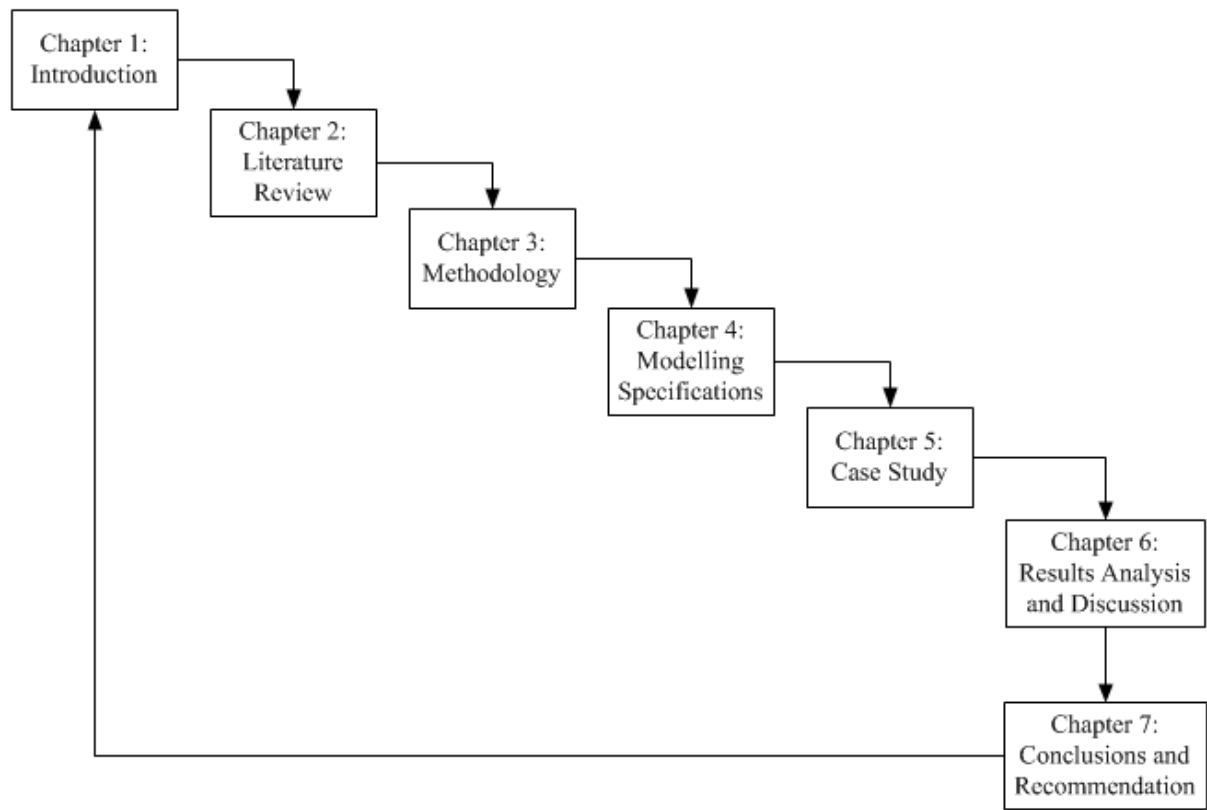 Chapter 1:
Introduction
Chapter 2:
Literature
Review
Chapter 3:
Methodology
Chapter 4:
Modelling
Specifications
Chapter 5:
Case Study
Chapter 6:
Results Analysis
and Discussion
Chapter 7:
Conclusions and
Recommendation